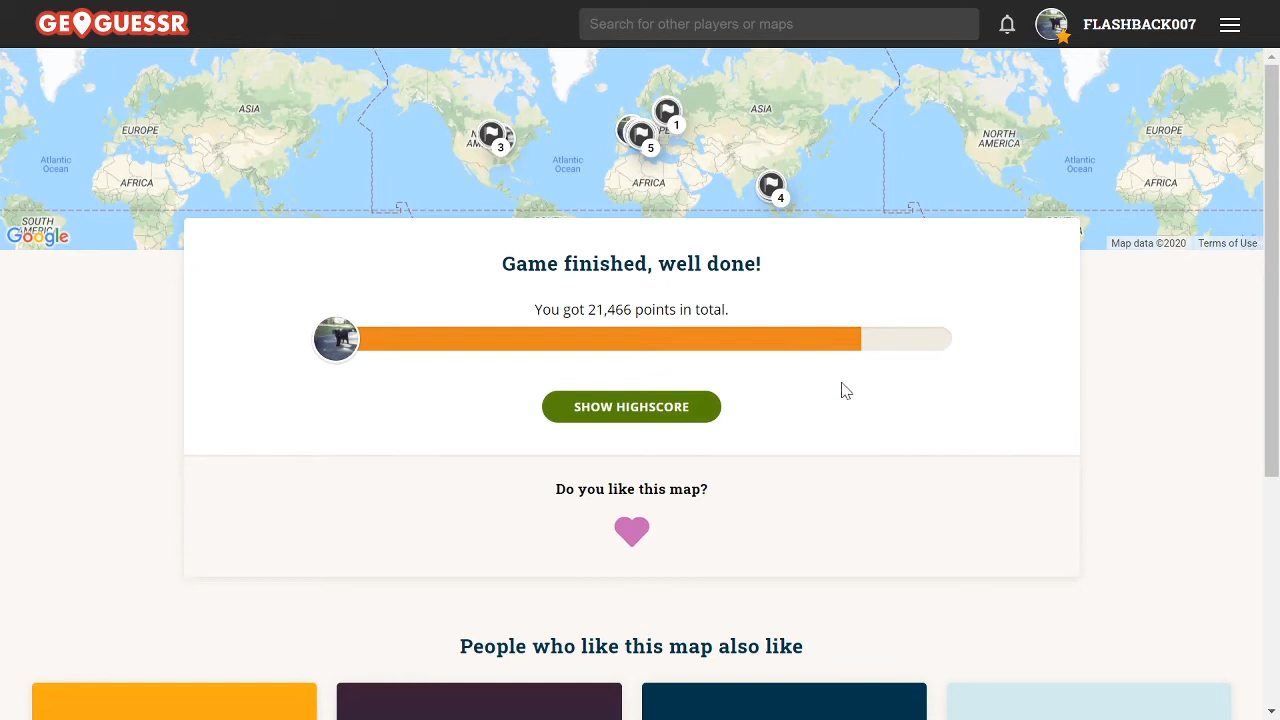 GEOGUESSR
Search for other players or maps
FLASHBACK007
ASIA
EUROPE
NORTH AMERICA
ASIA
EUROPE
Atlantic Ocean
Atlantic Ocean
Atlantic Ocean
AFRICA
AFRICA
AFRICA
SOUTH AMERICA
1
3
5
4
Google
Map data ©2020
Terms of Use
Game finished, well done!
You got 21,466 points in total.
SHOW HIGHSCORE
Do you like this map?
People who like this map also like